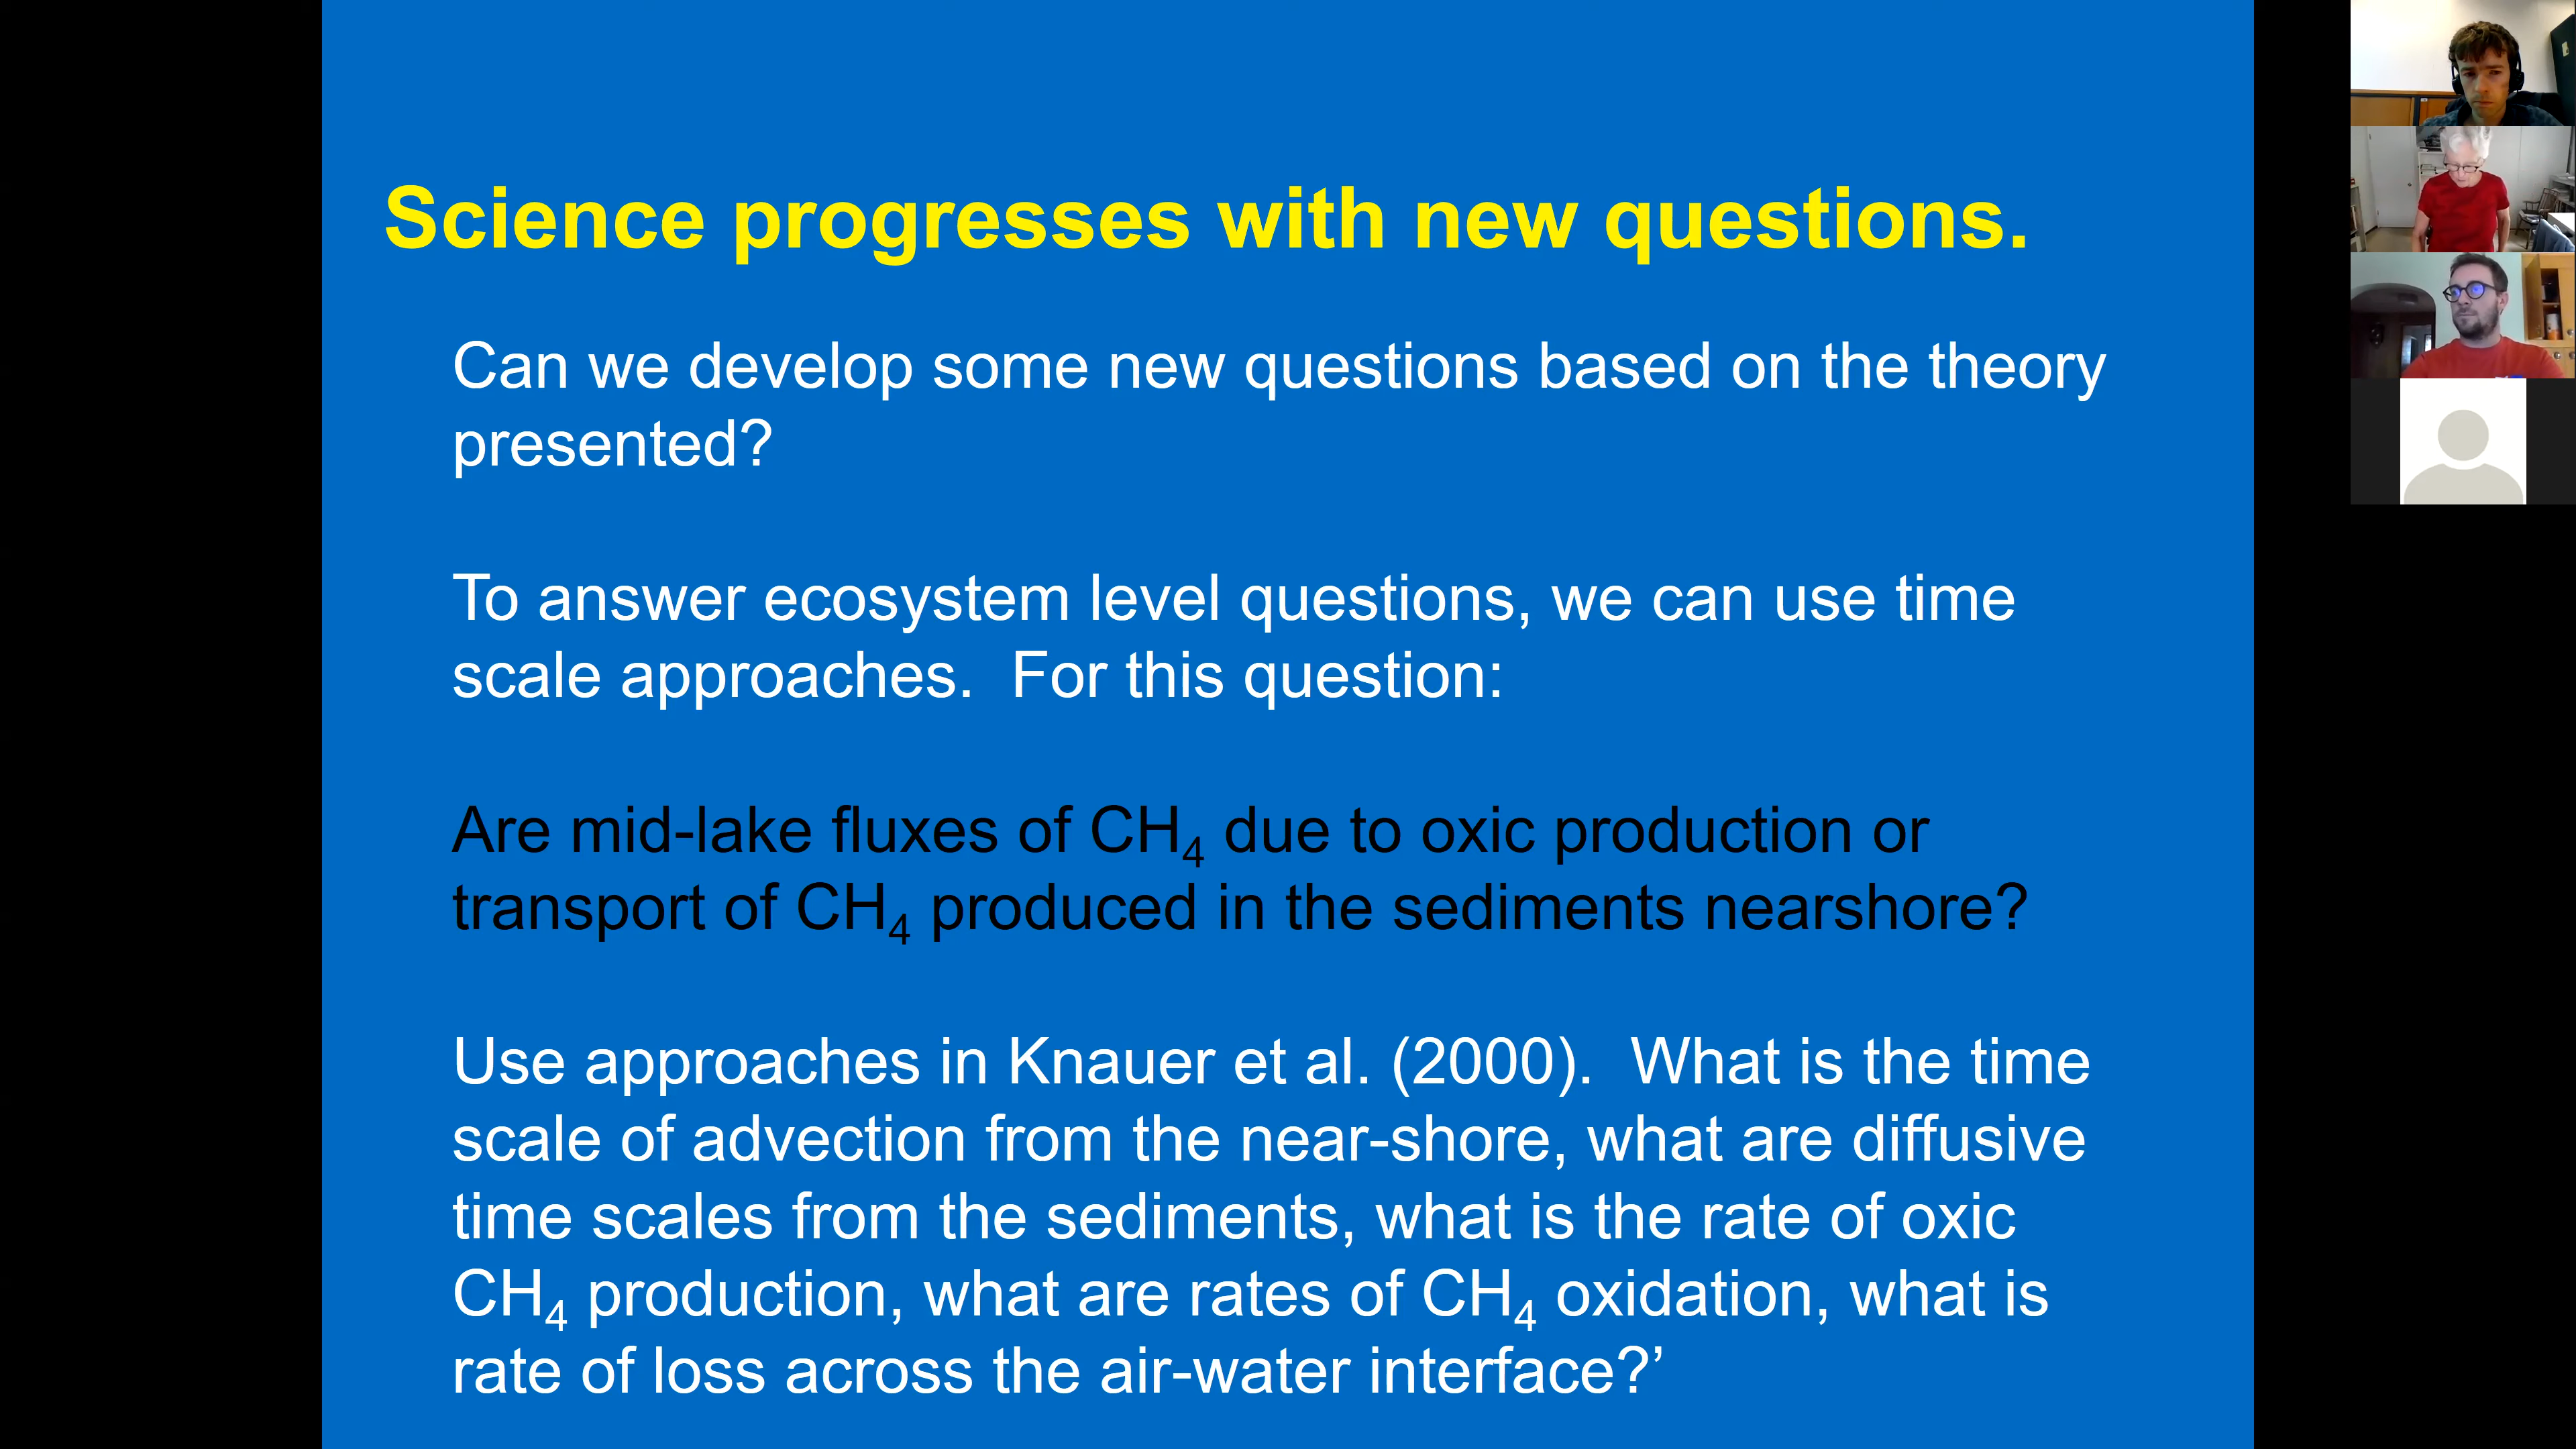 Science progresses with new questions.
Can we develop some new questions based on the theory
presented?
To answer ecosystem level questions, we can use time
scale approaches.  For this question:
Are mid-lake fluxes of CH₄ due to oxic production or
transport of CH₄ produced in the sediments nearshore?
Use approaches in Knauer et al. (2000).  What is the time
scale of advection from the near-shore, what are diffusive
time scales from the sediments, what is the rate of oxic
CH₄ production, what are rates of CH₄ oxidation, what is
rate of loss across the air-water interface?’